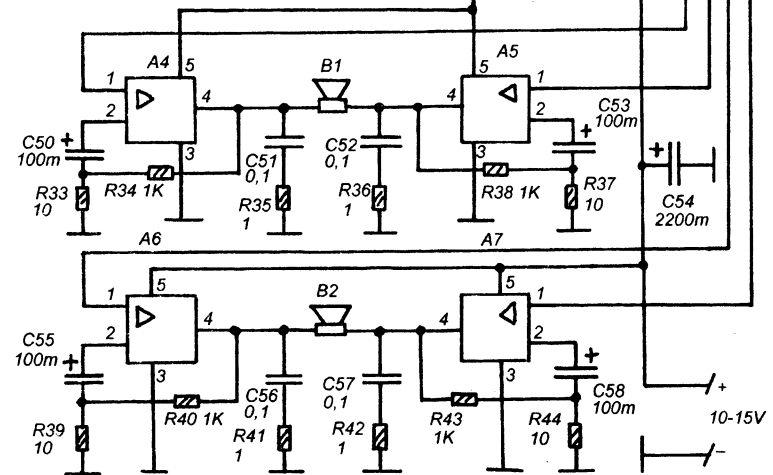 A4
5
B1
A5
5
1
1
2
4
4
2
C53
100m
C50
100m
+
3
C51
0,1
C52
0,1
3
+
+
R33
10
R34 1K
R35
1
R36
1
R38 1K
R37
10
C54
2200m
A6
A7
5
B2
5
1
1
2
4
4
2
C55
100m
+
3
C56
0,1
C57
0,1
3
+
C58
100m
+
R40 1K
R43
1K
R39
10
R41
1
R42
1
R44
10
10-15V
−